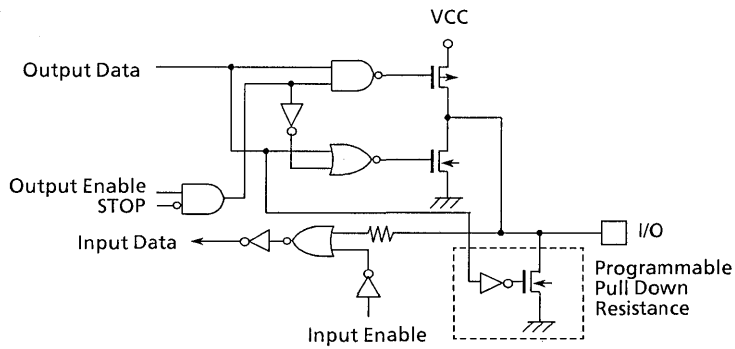 VCC
Output Data
Output Enable
STOP
Input Data
I/O
Programmable
Pull Down
Resistance
Input Enable